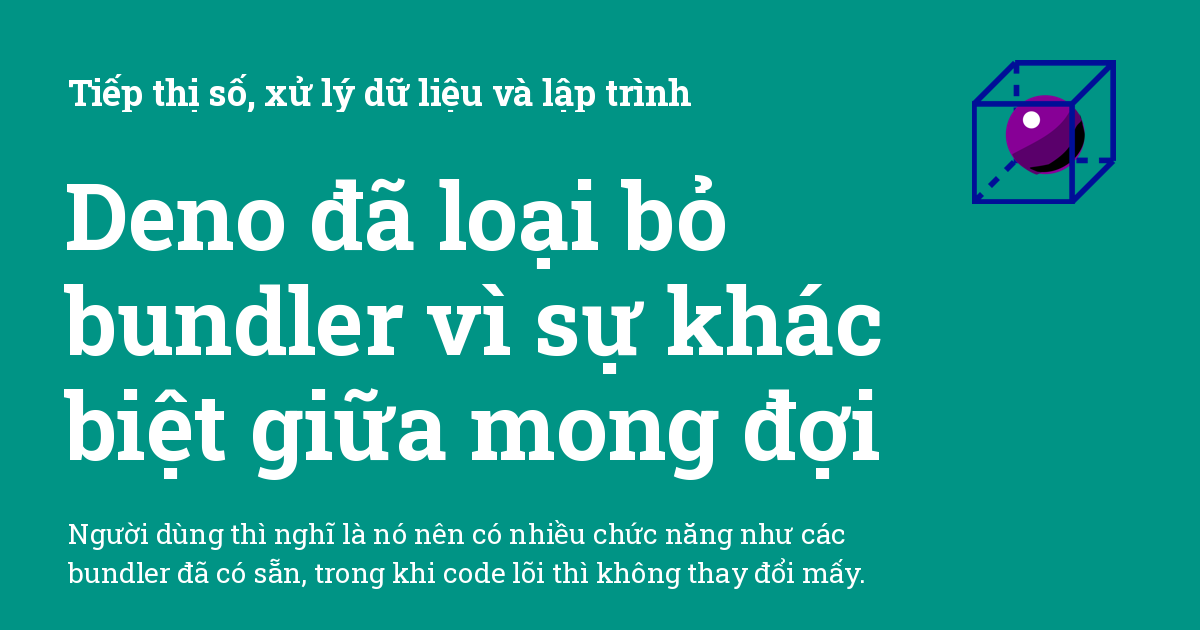 Tiếp thị số, xử lý dữ liệu và lập trình
Deno đã loại bỏ
bundler vì sự khác
biệt giữa mong đợi
Người dùng thì nghĩ là nó nên có nhiều chức năng như các
bundler đã có sẵn, trong khi code lõi thì không thay đổi mấy.